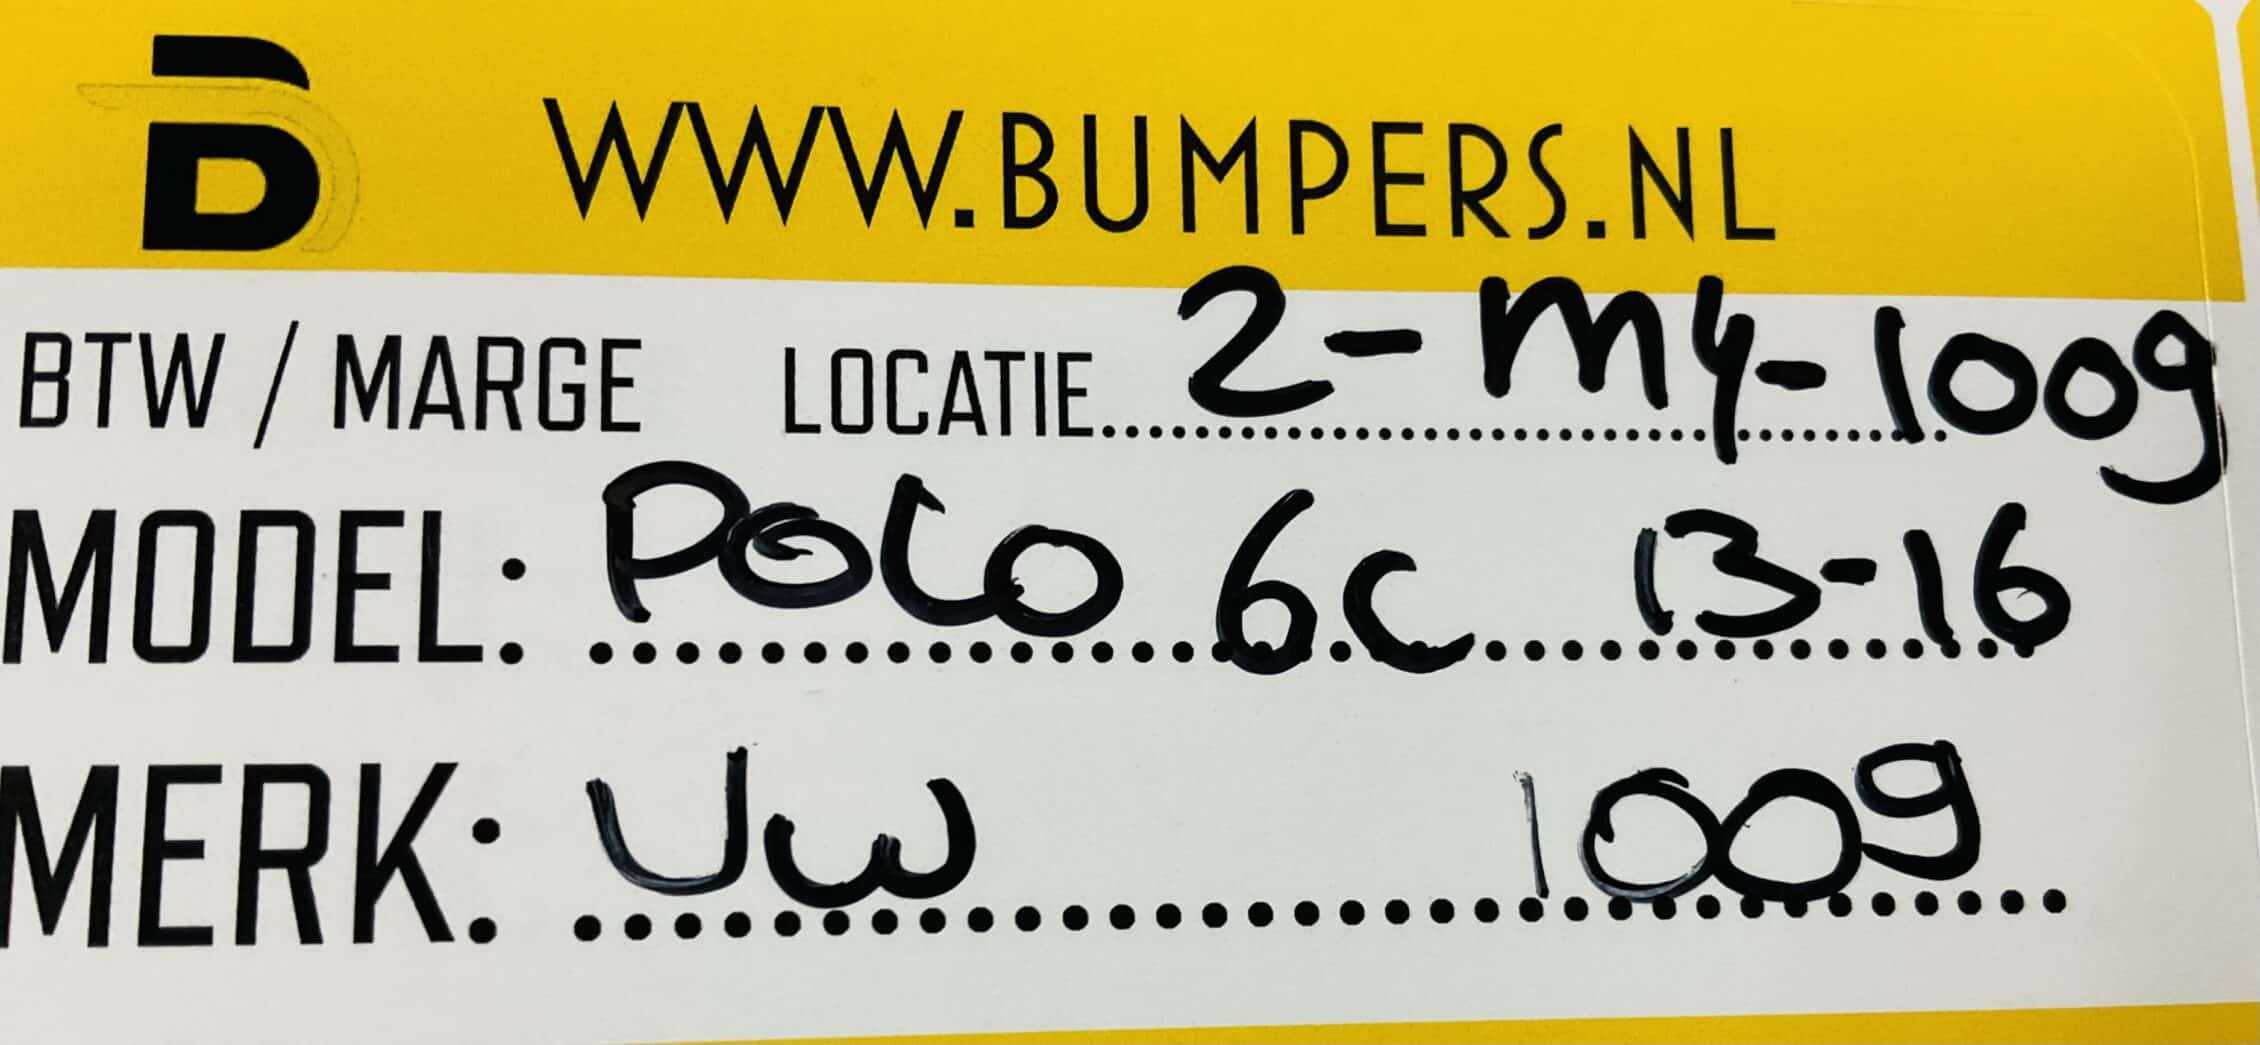 B WWW.BUMPERS.NL
BTW / MARGE LOCATIE 2-M4-1009
MODEL: POLO 6C 13-16
MERK: VW 1009